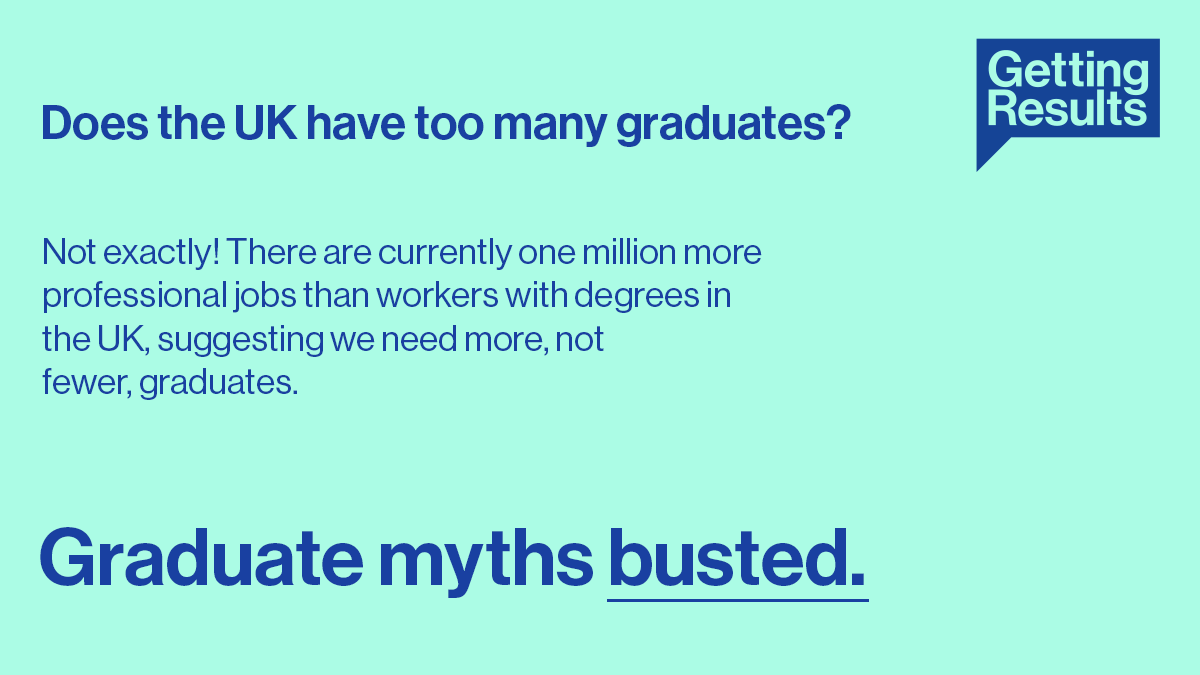 Getting
Results
Does the UK have too many graduates?
Not exactly! There are currently one million more
professional jobs than workers with degrees in
the UK, suggesting we need more, not
fewer, graduates.
Graduate myths busted.